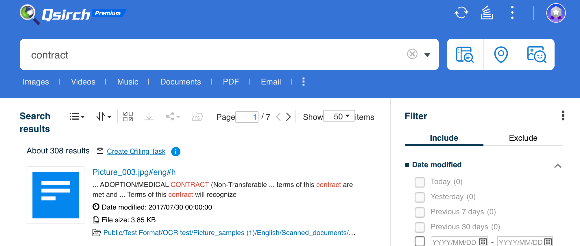 Qsirch Premium
contract
Images | Videos | Music | Documents | PDF | Email
Search results
Page 1 / 7
Show 50 items
About 308 results
Create Qfiling Task
Picture_003.jpg#eng#h
... ADOPTION/MEDICAL CONTRACT (Non-Transferable ... terms of this contract are
met and ... Terms of this contract will recognize
Date modified: 2017/07/30 00:00:00
File size: 3.85 KB
Public/Test Format/OCR test/Picture_samples (1)/English/Scanned_documents/...
Filter
Include
Exclude
Date modified
Today (0)
Yesterday (0)
Previous 7 days (0)
Previous 30 days (0)
YYYY/MM/DD - YYYY/MM/DD